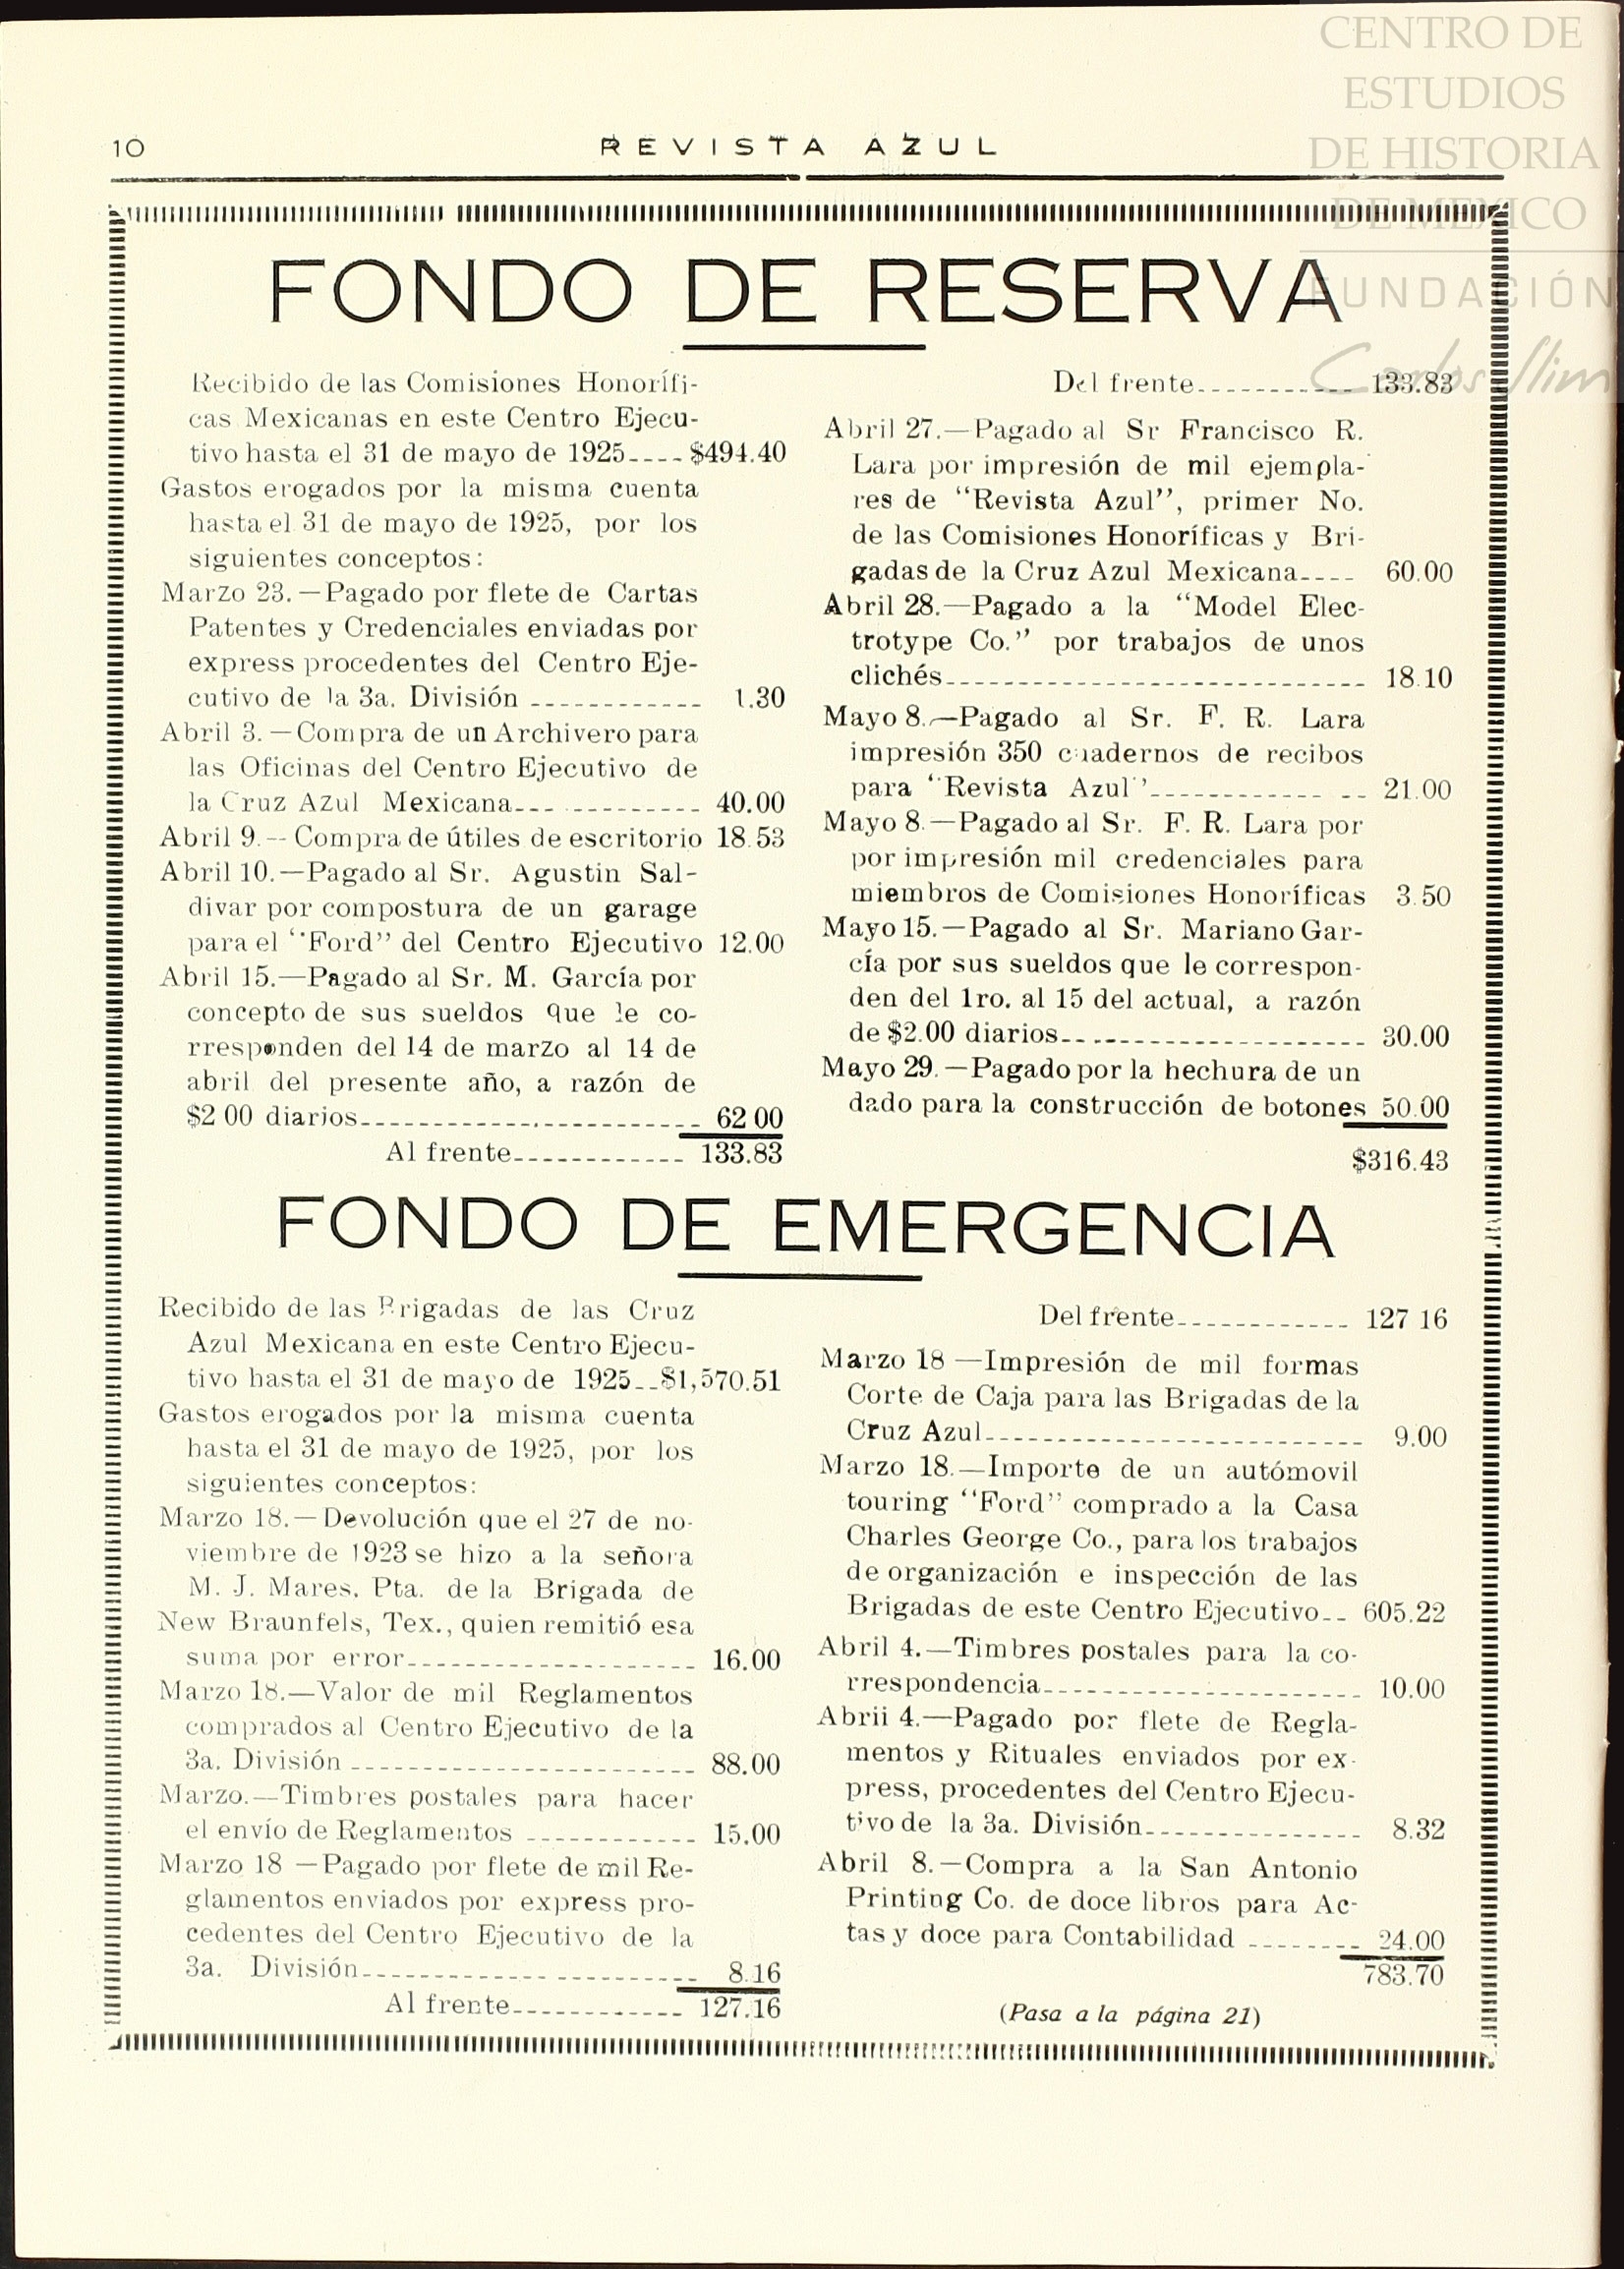 CENTRO DE
ESTUDIOS
DE HISTORIA
DE MEXICO
FUNDACIÓN
Carlos Slim
10
REVISTA AZUL
FONDO DE RESERVA
Recibido de las Comisiones Honorífi-
cas Mexicanas en este Centro Ejecu-
tivo hasta el 31 de mayo de 1925---- $494.40
Gastos erogados por la misma cuenta
hasta el 31 de mayo de 1925, por los
siguientes conceptos:
Marzo 23.—Pagado por flete de Cartas
Patentes y Credenciales enviadas por
express procedentes del Centro Eje-
cutivo de la 3a. División ------------ 1.30
Abril 3.—Compra de un Archivero para
las Oficinas del Centro Ejecutivo de
la Cruz Azul Mexicana--- ---------- 40.00
Abril 9.-- Compra de útiles de escritorio 18.53
Abril 10.—Pagado al Sr. Agustin Sal-
divar por compostura de un garage
para el "Ford" del Centro Ejecutivo 12.00
Abril 15.—Pagado al Sr. M. García por
concepto de sus sueldos que le co-
rresponden del 14 de marzo al 14 de
abril del presente año, a razón de
$2 00 diarios------------------------ 62 00
Al frente------------ 133.83
Del frente----------- 133.83
Abril 27.—Pagado al Sr Francisco R.
Lara por impresión de mil ejempla-
res de "Revista Azul", primer No.
de las Comisiones Honoríficas y Bri-
gadas de la Cruz Azul Mexicana---- 60.00
Abril 28.—Pagado a la "Model Elec-
trotype Co." por trabajos de unos
clichés----------------------------- 18.10
Mayo 8.—Pagado al Sr. F. R. Lara
impresión 350 cuadernos de recibos
para "Revista Azul"------------ -- 21.00
Mayo 8.—Pagado al Sr. F. R. Lara por
por impresión mil credenciales para
miembros de Comisiones Honoríficas 3.50
Mayo 15.—Pagado al Sr. Mariano Gar-
cía por sus sueldos que le correspon-
den del 1ro. al 15 del actual, a razón
de $2.00 diarios--------------------- 30.00
Mayo 29.—Pagado por la hechura de un
dado para la construcción de botones 50.00
$316.43
FONDO DE EMERGENCIA
Recibido de las Brigadas de las Cruz
Azul Mexicana en este Centro Ejecu-
tivo hasta el 31 de mayo de 1925--$1,570.51
Gastos erogados por la misma cuenta
hasta el 31 de mayo de 1925, por los
siguientes conceptos:
Marzo 18.—Devolución que el 27 de no-
viembre de 1923 se hizo a la señora
M. J. Mares, Pta. de la Brigada de
New Braunfels, Tex., quien remitió esa
suma por error-------------------- 16.00
Marzo 18.—Valor de mil Reglamentos
comprados al Centro Ejecutivo de la
3a. División ------------------------ 88.00
Marzo.—Timbres postales para hacer
el envío de Reglamentos ------------ 15.00
Marzo 18 —Pagado por flete de mil Re-
glamentos enviados por express pro-
cedentes del Centro Ejecutivo de la
3a. División------------------------ 8.16
Al frente------------ 127.16
Del frente------------ 127 16
Marzo 18 —Impresión de mil formas
Corte de Caja para las Brigadas de la
Cruz Azul-------------------------- 9.00
Marzo 18.—Importe de un autómovil
touring "Ford" comprado a la Casa
Charles George Co., para los trabajos
de organización e inspección de las
Brigadas de este Centro Ejecutivo-- 605.22
Abril 4.—Timbres postales para la co-
rrespondencia---------------------- 10.00
Abrii 4.—Pagado por flete de Regla-
mentos y Rituales enviados por ex-
press, procedentes del Centro Ejecu-
tivo de la 3a. División--------------- 8.32
Abril 8.—Compra a la San Antonio
Printing Co. de doce libros para Ac-
tas y doce para Contabilidad -------- 24.00
783.70
(Pasa a la página 21)